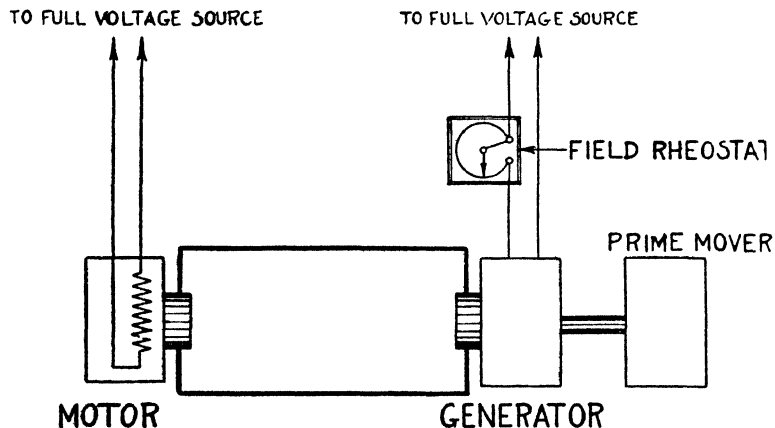 TO FULL VOLTAGE SOURCE
TO FULL VOLTAGE SOURCE
FIELD RHEOSTAT
PRIME MOVER
MOTOR
GENERATOR